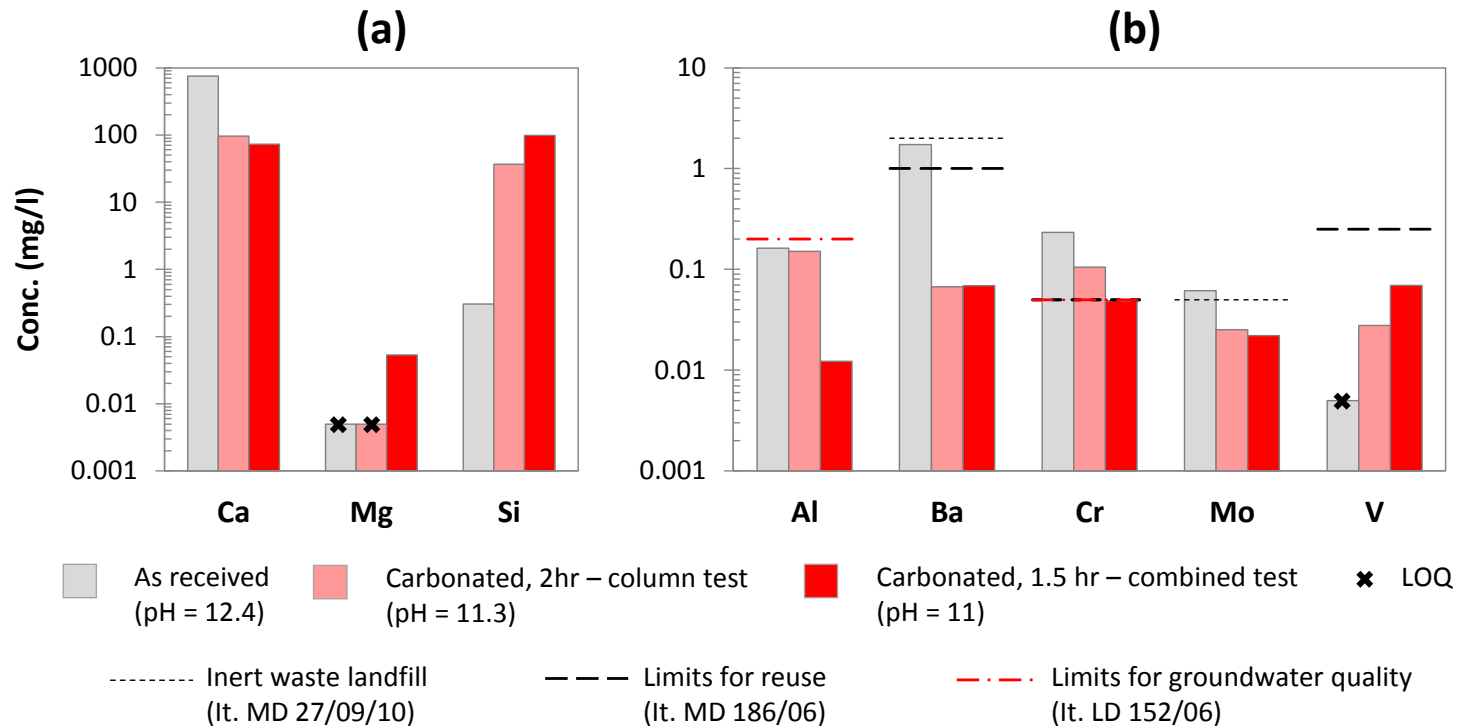 (a)
(b)
Conc. (mg/l)
1000
100
10
1
0.1
0.01
0.001
Ca Mg Si
10
1
0.1
0.01
0.001
Al Ba Cr Mo V
As received
(pH = 12.4)
Carbonated, 2hr – column test
(pH = 11.3)
Carbonated, 1.5 hr – combined test
(pH = 11)
LOQ
Inert waste landfill
(It. MD 27/09/10)
Limits for reuse
(It. MD 186/06)
Limits for groundwater quality
(It. LD 152/06)